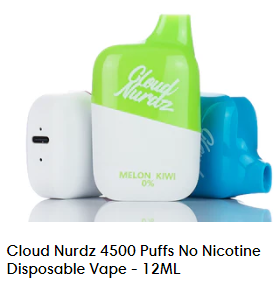 Cloud
Nurdz
MELON KIWI
0%
Cloud Nurdz 4500 Puffs No Nicotine
Disposable Vape - 12ML